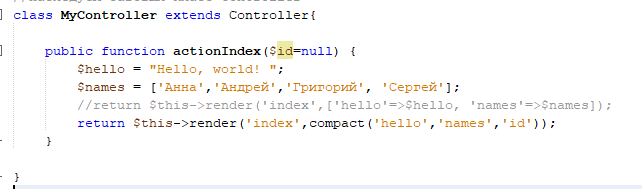 class MyController extends Controller{
public function actionIndex($id=null) {
$hello = "Hello, world! ";
$names = ['Анна','Андрей','Григорий', 'Сергей'];
//return $this->render('index',['hello'=>$hello, 'names'=>$names]);
return $this->render('index',compact('hello','names','id'));
}
}